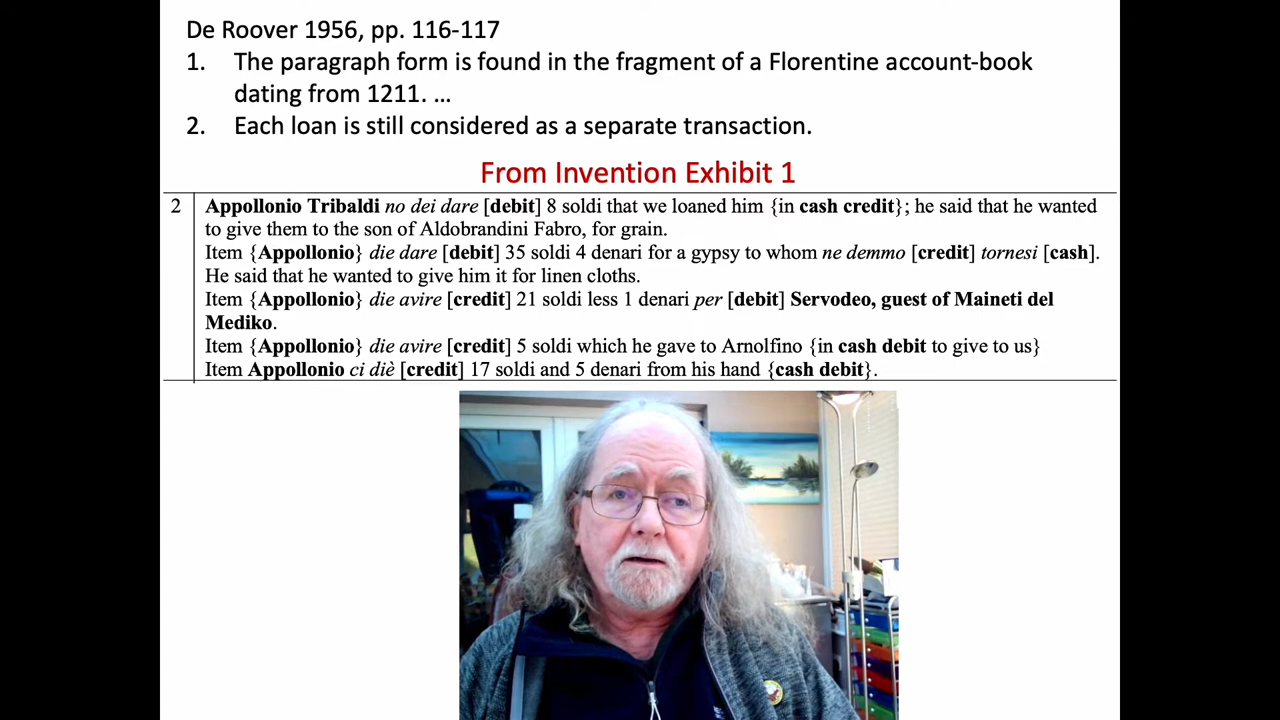 De Roover 1956, pp. 116-117
1. The paragraph form is found in the fragment of a Florentine account-book
dating from 1211. ...
2. Each loan is still considered as a separate transaction.
From Invention Exhibit 1
2 Appollonio Tribaldi no dei dare [debit] 8 soldi that we loaned him {in cash credit}; he said that he wanted
to give them to the son of Aldobrandini Fabro, for grain.
Item {Appollonio} die dare [debit] 35 soldi 4 denari for a gypsy to whom ne demmo [credit] tornesi [cash].
He said that he wanted to give him it for linen cloths.
Item {Appollonio} die avire [credit] 21 soldi less 1 denari per [debit] Servodeo, guest of Maineti del
Mediko.
Item {Appollonio} die avire [credit] 5 soldi which he gave to Arnolfino {in cash debit to give to us}
Item Appollonio ci diè [credit] 17 soldi and 5 denari from his hand {cash debit}.